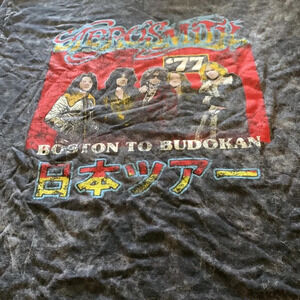 AEROSMITH
'77
BOSTON TO BUDOKAN
日本ツアー